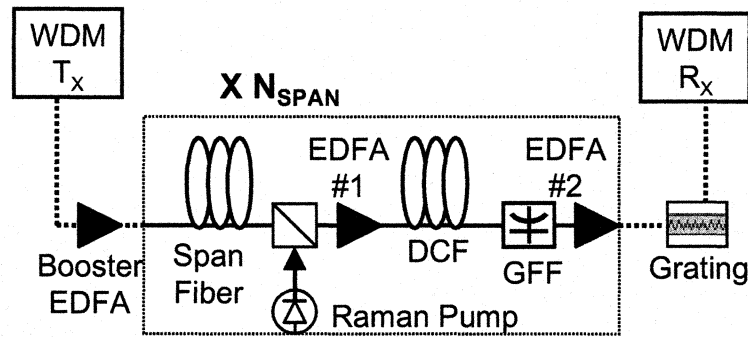 WDM
Tx
X NSPAN
WDM
Rx
EDFA
#1
EDFA
#2
Booster
EDFA
Span
Fiber
DCF
GFF
Grating
Raman Pump